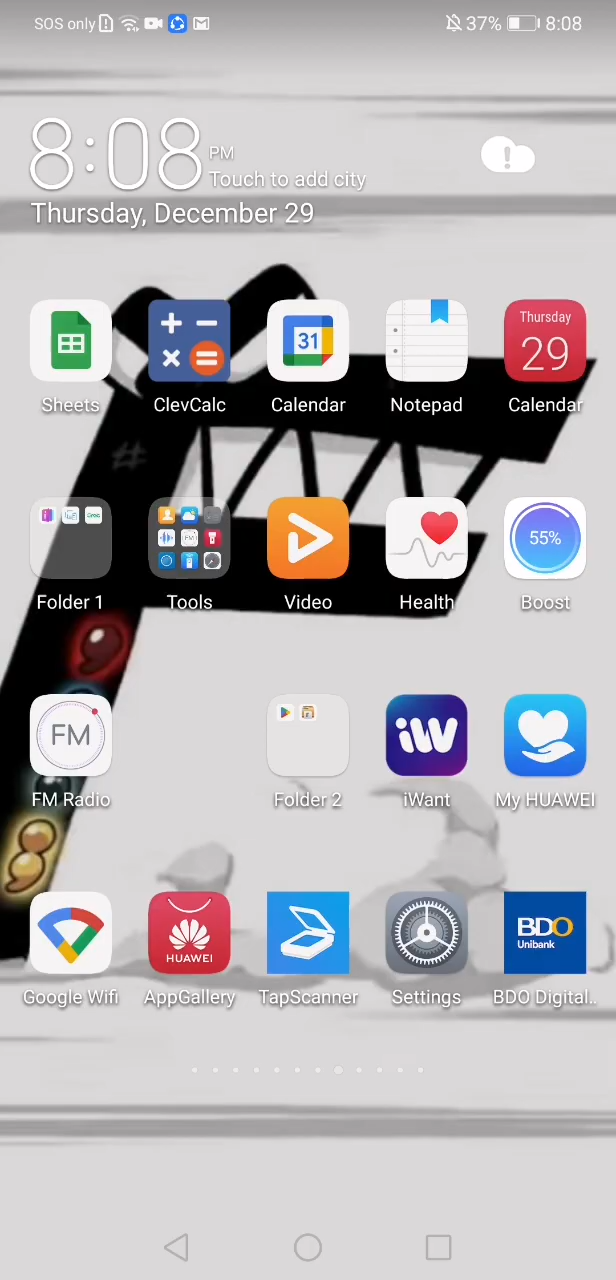 SOS only 37% 8:08
8:08 PM
Touch to add city
Thursday, December 29
31
Thursday
29
Sheets ClevCalc Calendar Notepad Calendar
#
55%
Folder 1 Tools Video Health Boost
FM iW
FM Radio Folder 2 iWant My HUAWEI
HUAWEI
BDO
Unibank
Google Wifi AppGallery TapScanner Settings BDO Digital..